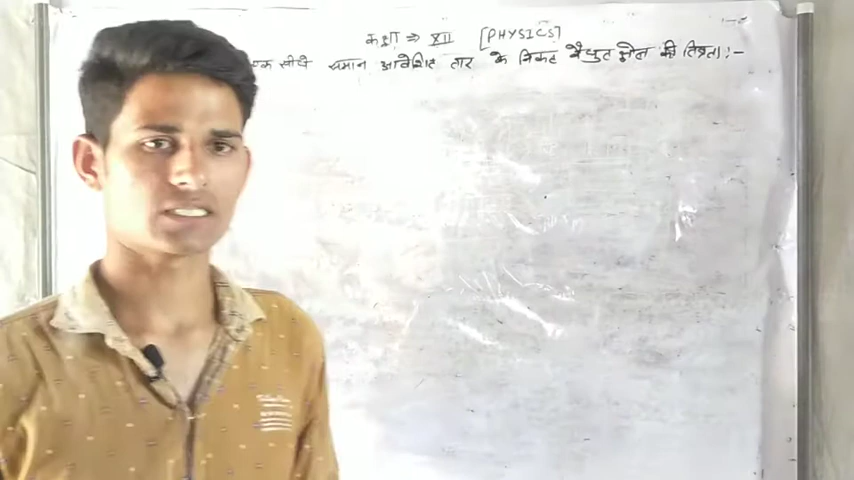 कक्षा ⇒ XII [PHYSICS]
एक सीधे समान आवेशित तार के निकट वैधुत क्षेत्र की तिव्रता :-